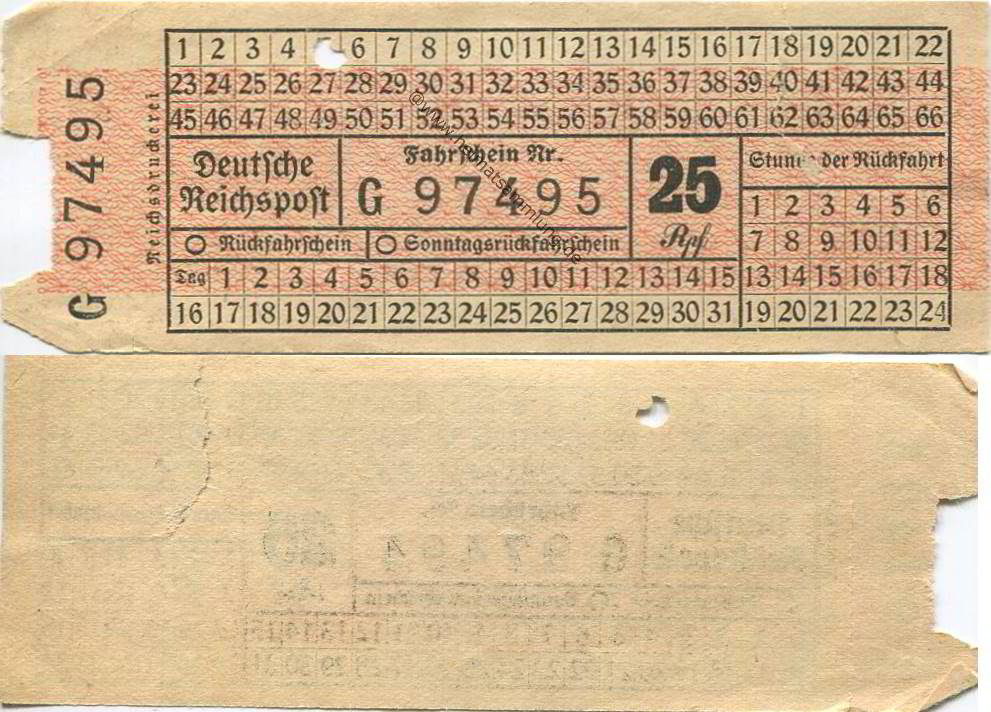 G 97495
Reichsdruckerei
1 2 3 4 6 7 8 9 10 11 12 13 14 15 16 17 18 19 20 21 22
23 24 25 26 27 28 29 30 31 32 33 34 35 36 37 38 39 40 41 42 43 44
45 46 47 48 49 50 51 52 53 54 55 56 57 58 59 60 61 62 63 64 65 66
Deutsche
Reichspost
Fahrschein Nr.
G 97495
25
Rpf
der Rückfahrt
1 2 3 4 5 6
7 8 9 10 11 12
13 14 15 16 17 18
19 20 21 22 23 24
Rückfahrschein
Sonntagsrückfahrschein
Tag 1 2 3 4 5 6 7 8 9 10 11 12 13 14 15
16 17 18 19 20 21 22 23 24 25 26 27 28 29 30 31
@www.heimatsammlung.de